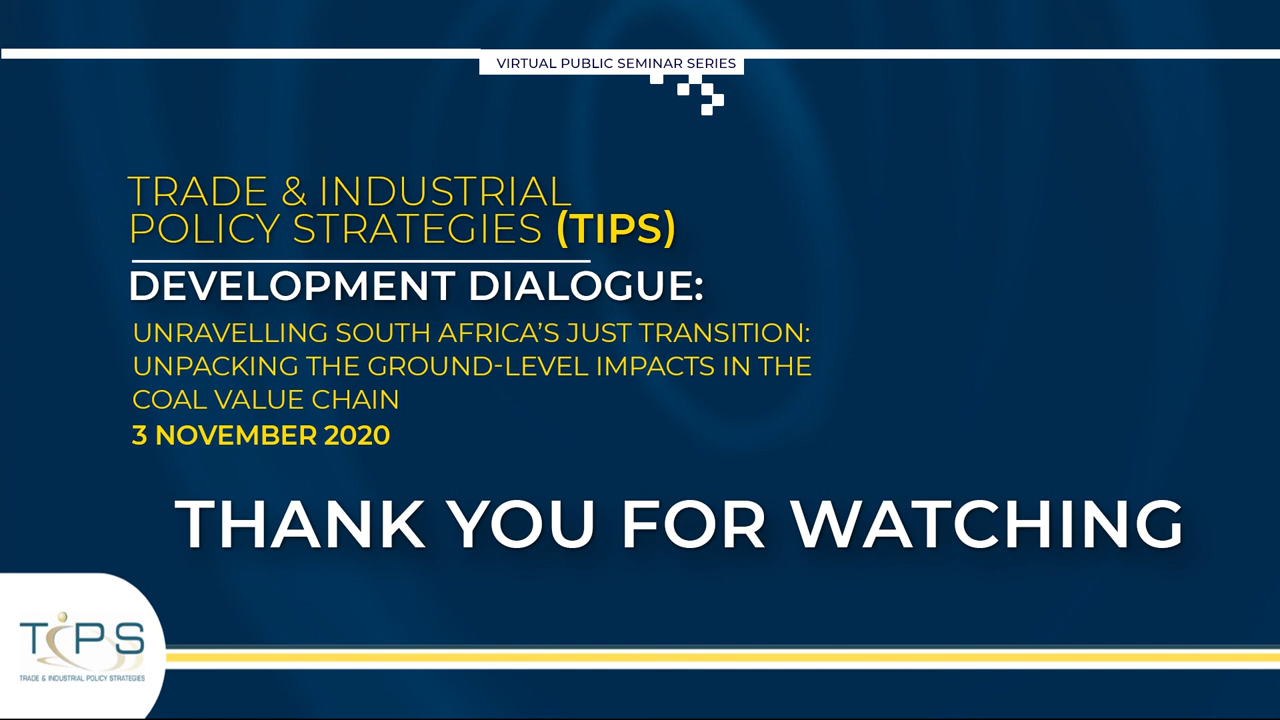 VIRTUAL PUBLIC SEMINAR SERIES
TRADE & INDUSTRIAL
POLICY STRATEGIES (TIPS)
DEVELOPMENT DIALOGUE:
UNRAVELLING SOUTH AFRICA'S JUST TRANSITION:
UNPACKING THE GROUND-LEVEL IMPACTS IN THE
COAL VALUE CHAIN
3 NOVEMBER 2020
THANK YOU FOR WATCHING
TIPS
TRADE & INDUSTRIAL POLICY STRATEGIES